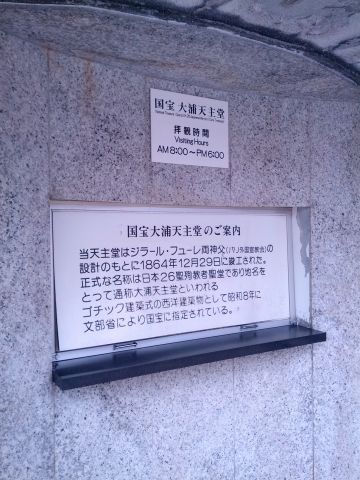 国宝 大浦天主堂
拝観時間
Visiting Hours
AM8:00～PM6:00
国宝大浦天主堂のご案内
当天主堂はジラール・フューレ両神父(パリ外国宣教会)の
設計のもとに1864年12月29日に竣工された。
正式な名称は日本26聖殉教者聖堂であり地名を
とって通称大浦天主堂といわれる
ゴチック建築式の西洋建築物として昭和8年に
文部省により国宝に指定されている。